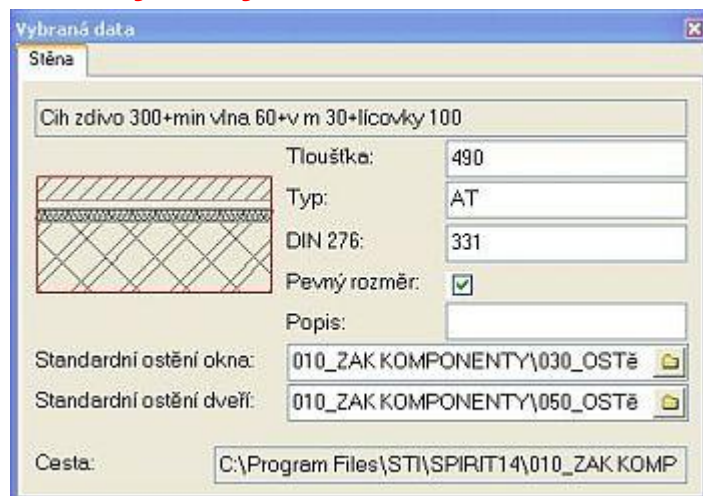 Vybraná data
Stěna
Cih zdivo 300+min vlna 60+v m 30+lícovky 100
Tloušťka: 490
Typ: AT
DIN 276: 331
Pevný rozměr:
Popis:
Standardní ostění okna: 010_ZAK KOMPONENTY\030_OSTě
Standardní ostění dveří: 010_ZAK KOMPONENTY\050_OSTě
Cesta: C:\Program Files\STI\SPIRIT14\010_ZAK KOMP